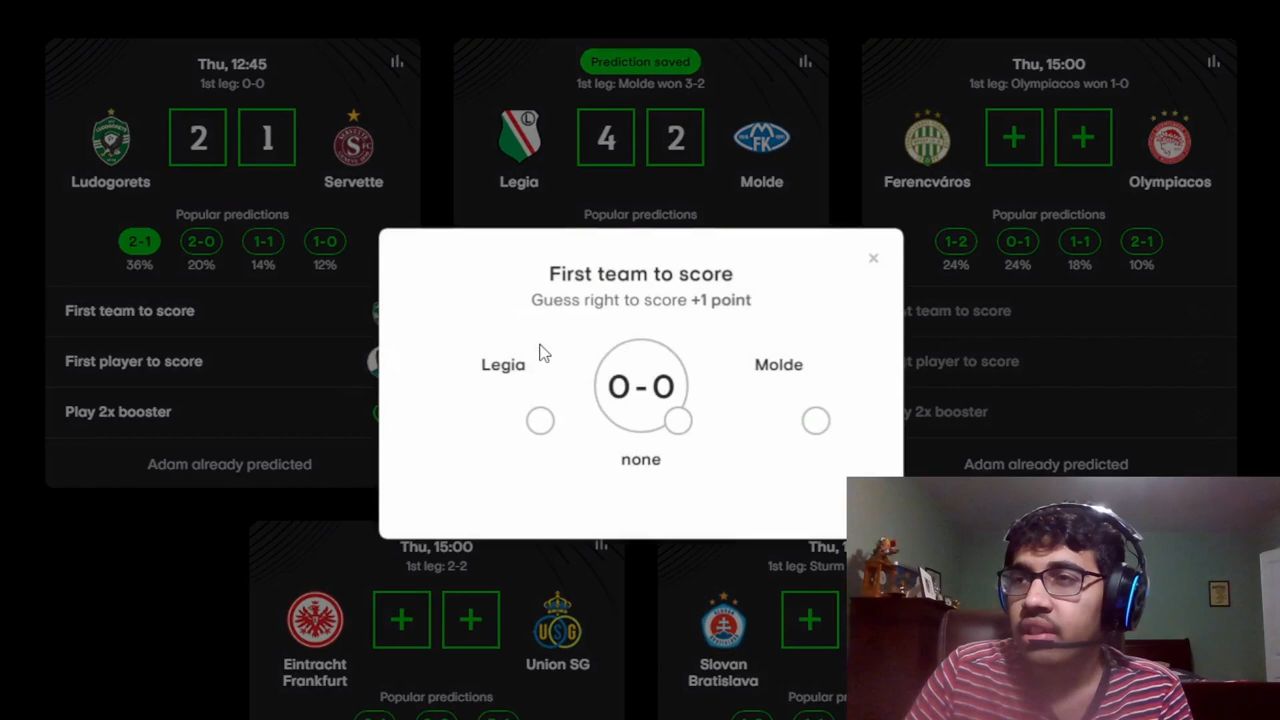 Thu, 12:45
1st leg: 0-0
2 1
Ludogorets Servette
Popular predictions
2-1 2-0 1-1 1-0
36% 20% 14% 12%
First team to score
First player to score
Play 2x booster
Adam already predicted
Prediction saved
1st leg: Molde won 3-2
4 2
Legia Molde
Popular predictions
Thu, 15:00
1st leg: Olympiacos won 1-0
+ +
Ferencváros Olympiacos
Popular predictions
1-2 0-1 1-1 2-1
24% 24% 18% 10%
t team to score
t player to score
y 2x booster
Adam already predicted
First team to score
Guess right to score +1 point
Legia 0-0 Molde
none
Thu, 15:00
1st leg: 2-2
+ +
Eintracht
Frankfurt
Union SG
Popular predictions
Thu, 1
1st leg: Sturm
+
Slovan
Bratislava
Popular p